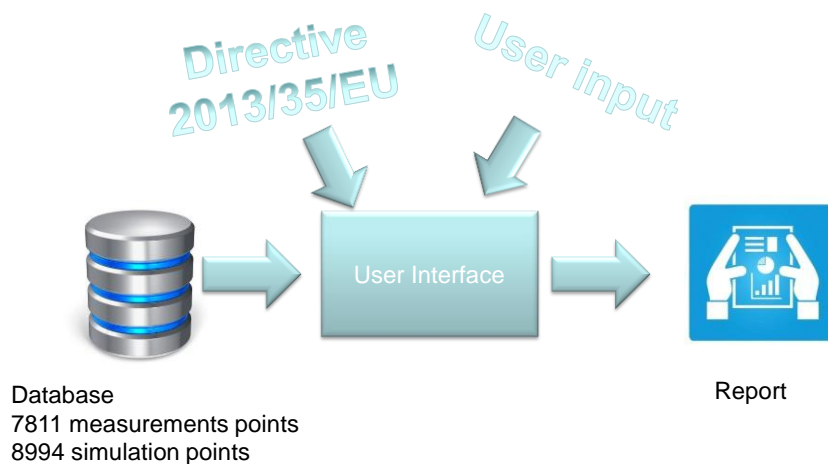 Directive
2013/35/EU
User input
User Interface
Database
7811 measurements points
8994 simulation points
Report